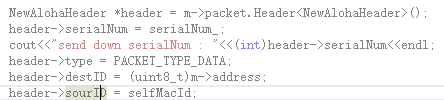 NewAlohaHeader *header = m->packet.Header<NewAlohaHeader>();
header->serialNum = serialNum_;
cout<<"send down serialNum : "<<(int)header->serialNum<<endl;
header->type = PACKET_TYPE_DATA;
header->destID = (uint8_t)m->address;
header->sourID = selfMacId;